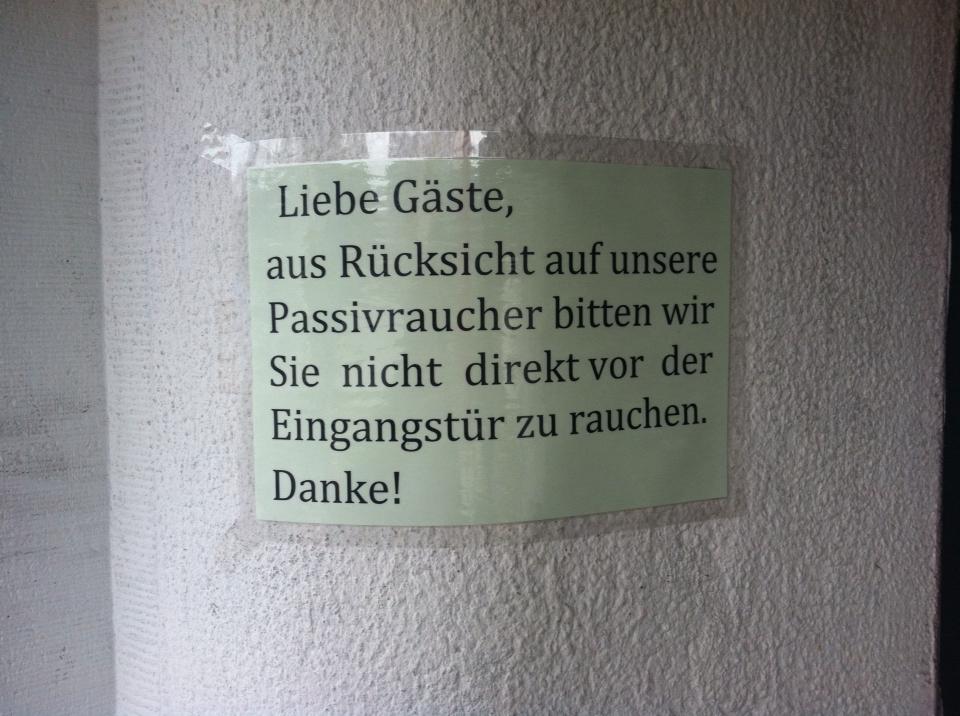 Liebe Gäste,
aus Rücksicht auf unsere
Passivraucher bitten wir
Sie nicht direkt vor der
Eingangstür zu rauchen.
Danke!